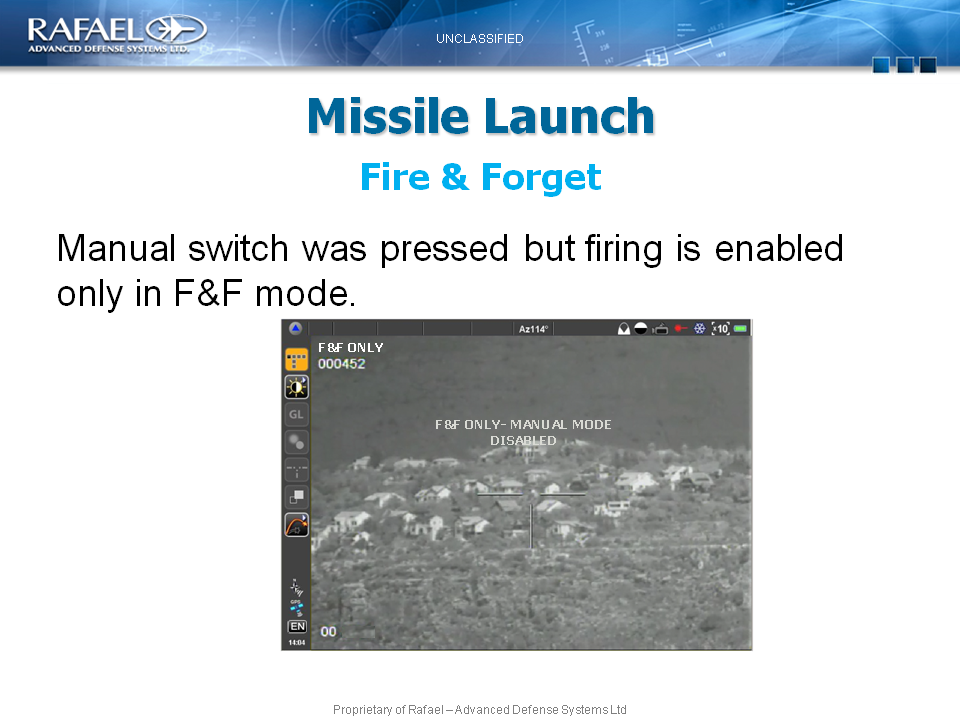 RAFAEL
ADVANCED DEFENSE SYSTEMS LTD.
UNCLASSIFIED
Missile Launch
Fire & Forget
Manual switch was pressed but firing is enabled
only in F&F mode.
Az114°
×10
F&F ONLY
000452
GL
F&F ONLY- MANUAL MODE
DISABLED
GPS
EN
14:04
00
Proprietary of Rafael – Advanced Defense Systems Ltd